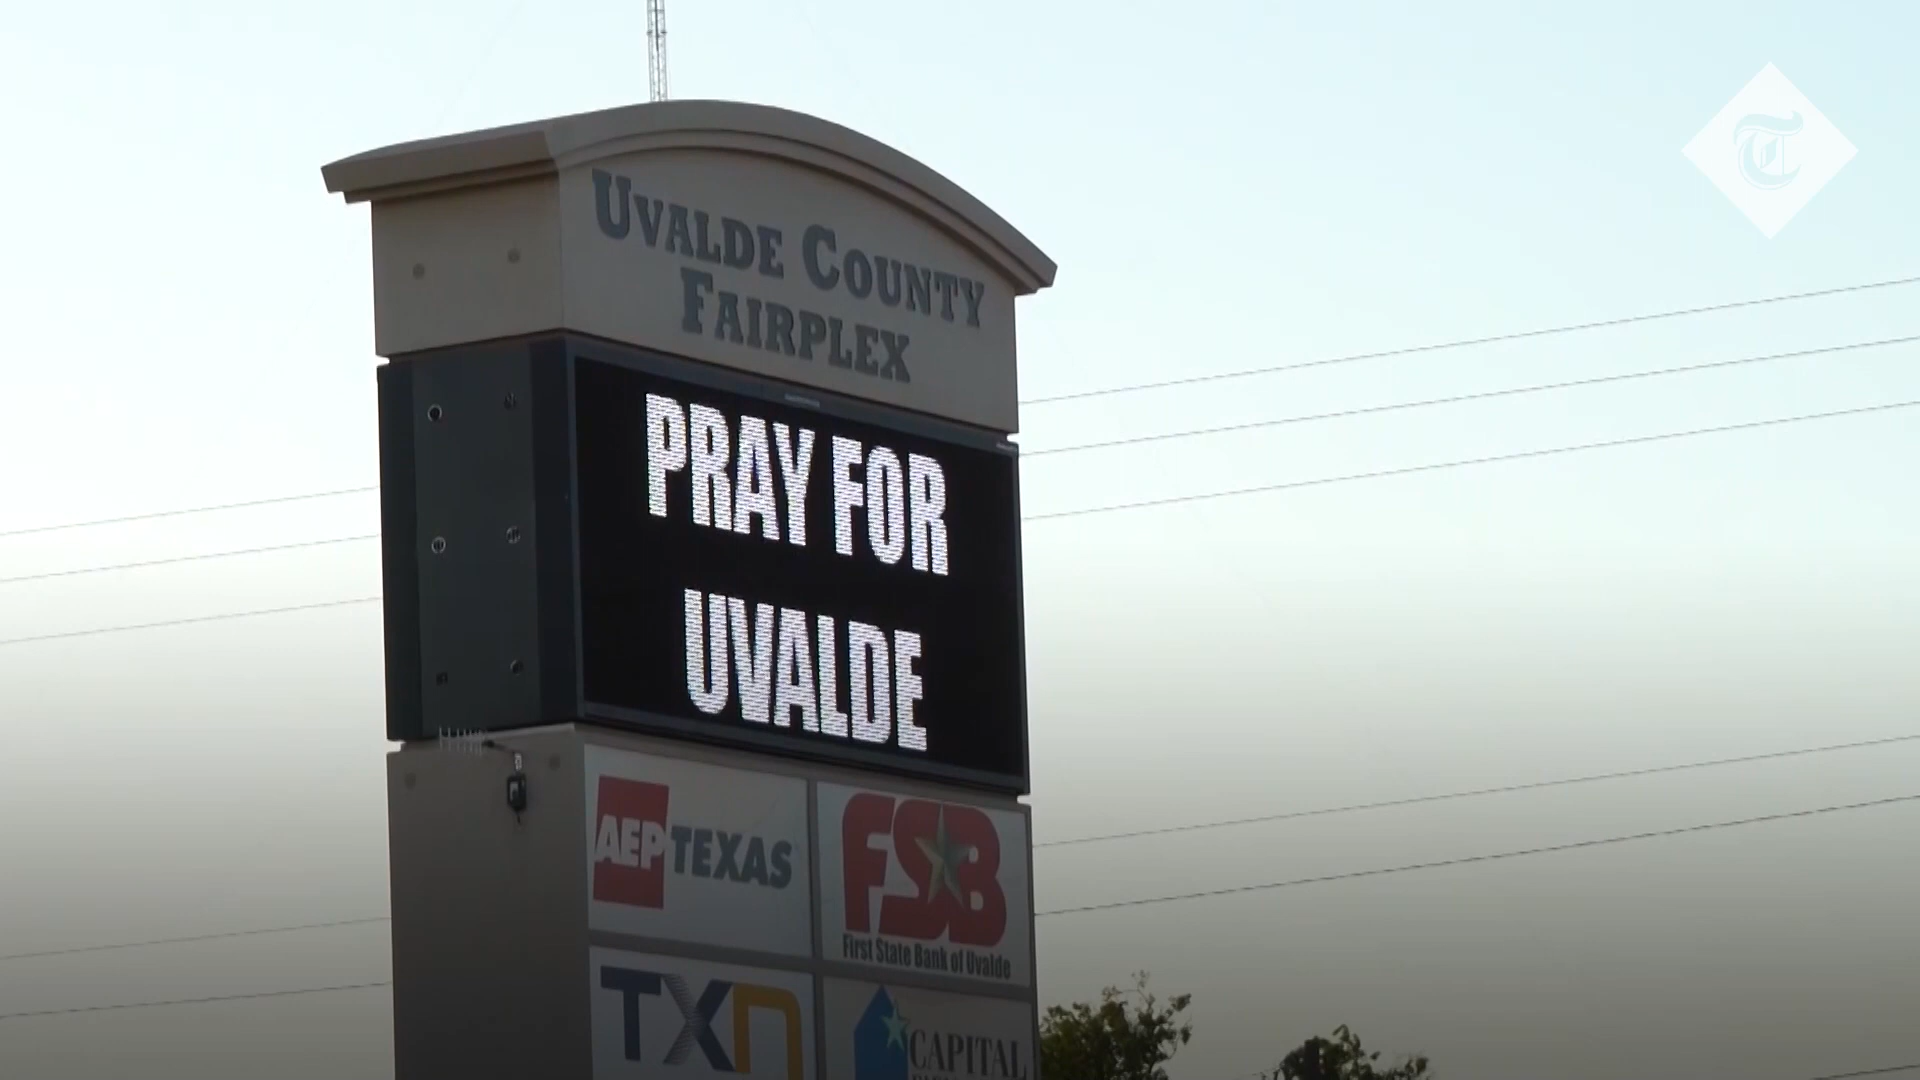 T
UVALDE COUNTY
FAIRPLEX
PRAY FOR
UVALDE
AEP TEXAS
FSB
First State Bank of Uvalde
TXN
CAPITAL